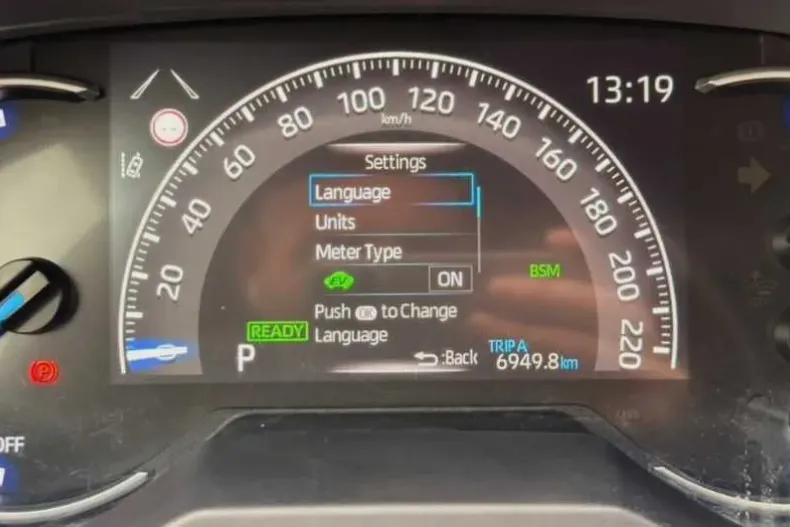 13:19
100 120
80 140
km/h
60 160
Settings
Language
Units
Meter Type
EV ON
Push OK to Change
Language
40 180
20 200
220
BSM
READY
P
:Back
TRIP A
6949.8km
P
OFF